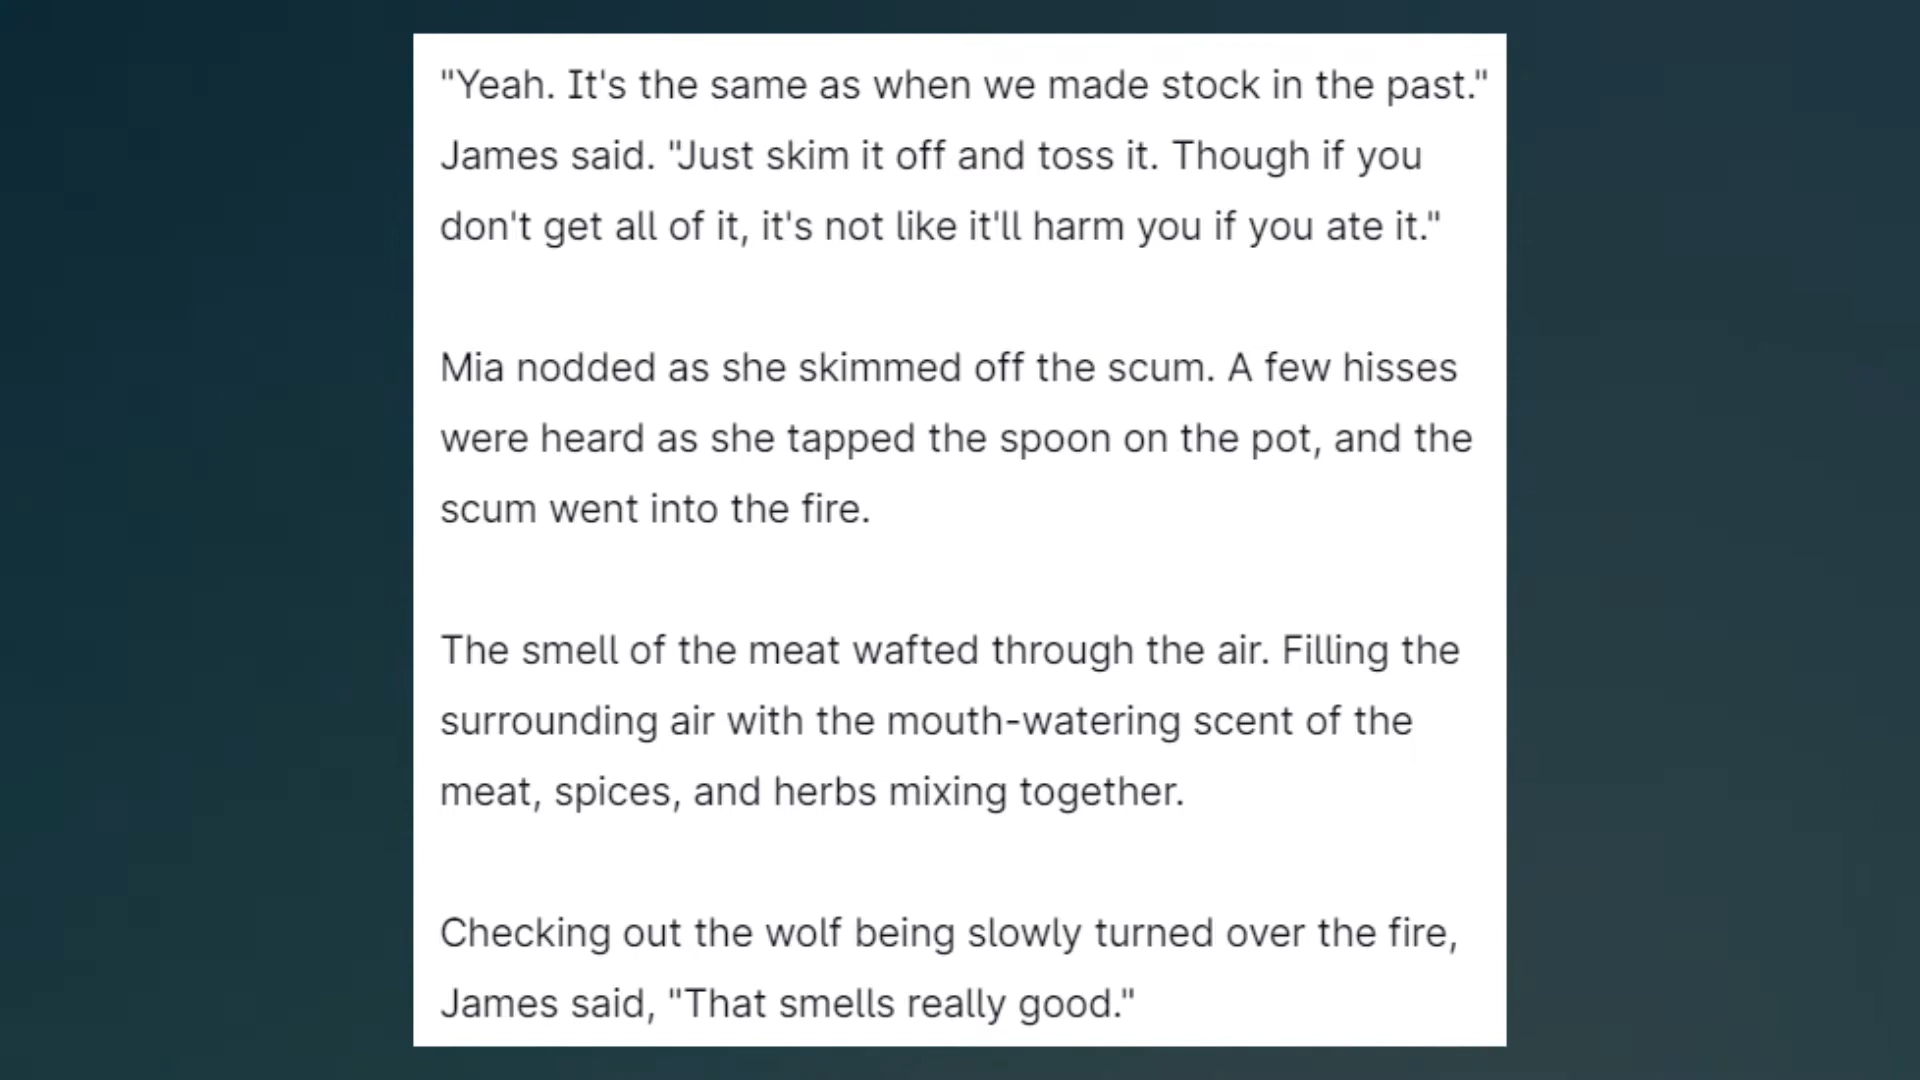 "Yeah. It's the same as when we made stock in the past."
James said. "Just skim it off and toss it. Though if you
don't get all of it, it's not like it'll harm you if you ate it."
Mia nodded as she skimmed off the scum. A few hisses
were heard as she tapped the spoon on the pot, and the
scum went into the fire.
The smell of the meat wafted through the air. Filling the
surrounding air with the mouth-watering scent of the
meat, spices, and herbs mixing together.
Checking out the wolf being slowly turned over the fire,
James said, "That smells really good."